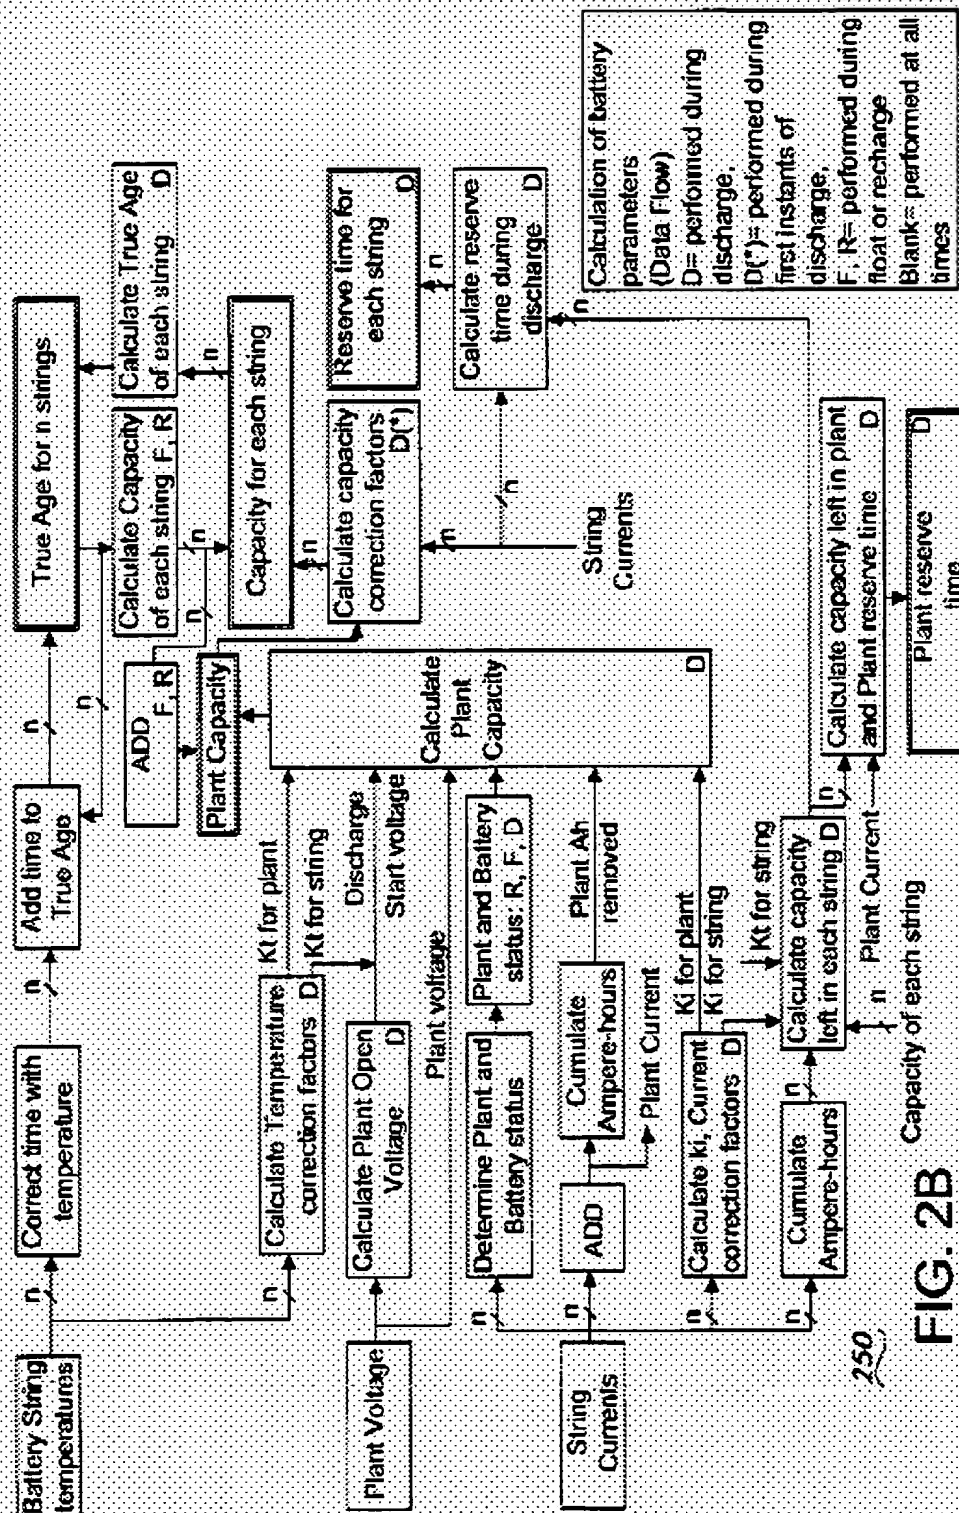 Battery String
temperatures
n
Correct time with
temperature
n
Add time to
True Age
n
True Age for n strings
n
Calculate Capacity
of each string F, R
Calculate True Age
of each string D
n
n
n
ADD
F, R
Plant Capacity
Capacity for each string
n
Calculate Temperature
correction factors D
Kt for plant
Kt for string
n
Calculate capacity
correction factors
D(*)
Reserve time for
each string
D
n
Calculate reserve
time during
discharge
D
n
n
n
String
Currents
Plant Voltage
Calculate Plant Open
Voltage D
Discharge
Start voltage
Plant voltage
Calculate
Plant
Capacity
D
n
Determine Plant and
Battery status
Plant and Battery
status: R, F, D
String
Currents
n
ADD
Cumulate
Ampere-hours
Plant Ah
removed
Plant Current
n
Calculate ki, Current
correction factors D
Ki for plant
Ki for string
n
Cumulate
Ampere-hours
n
Kt for string
Calculate capacity
left in each string D
n
Capacity of each string
Plant Current
n
Calculate capacity left in plant
and Plant reserve time D
Plant reserve
time
D
Calculation of battery
parameters
(Data Flow)
D= performed during
discharge,
D(*)= performed during
first instants of
discharge,
F, R= performed during
float or recharge
Blank= performed at all
times
250
FIG. 2B